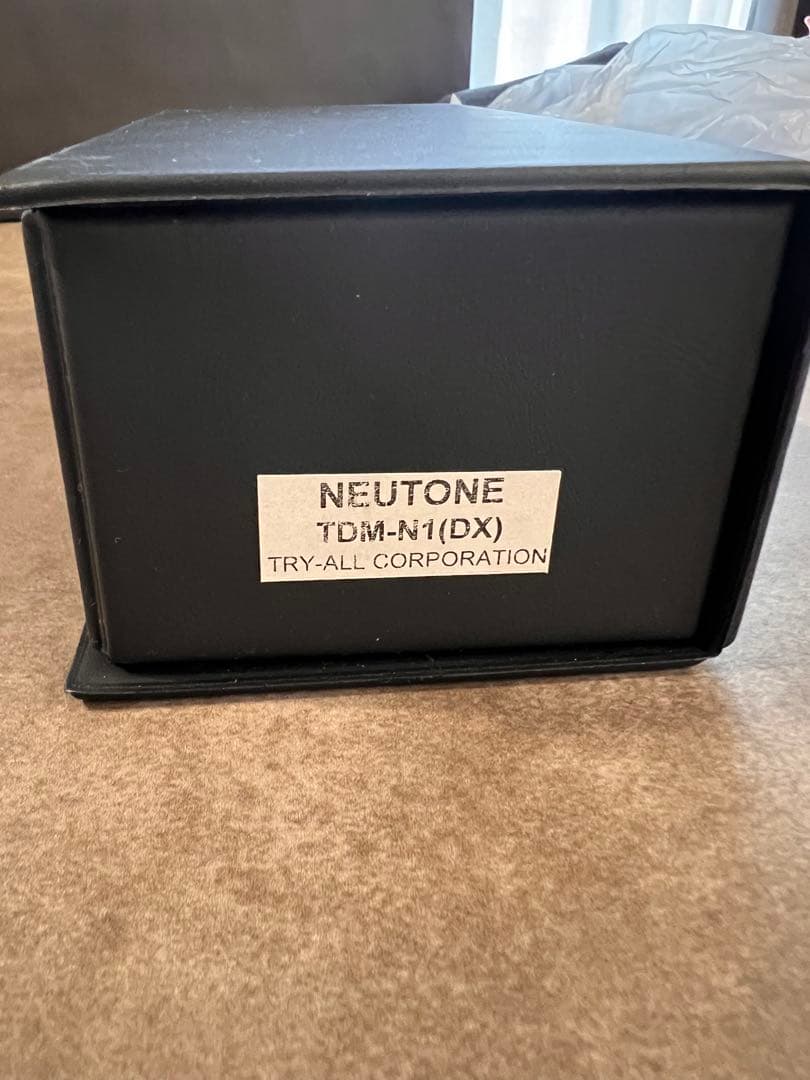 NEUTONE
TDM-N1(DX)
TRY-ALL CORPORATION